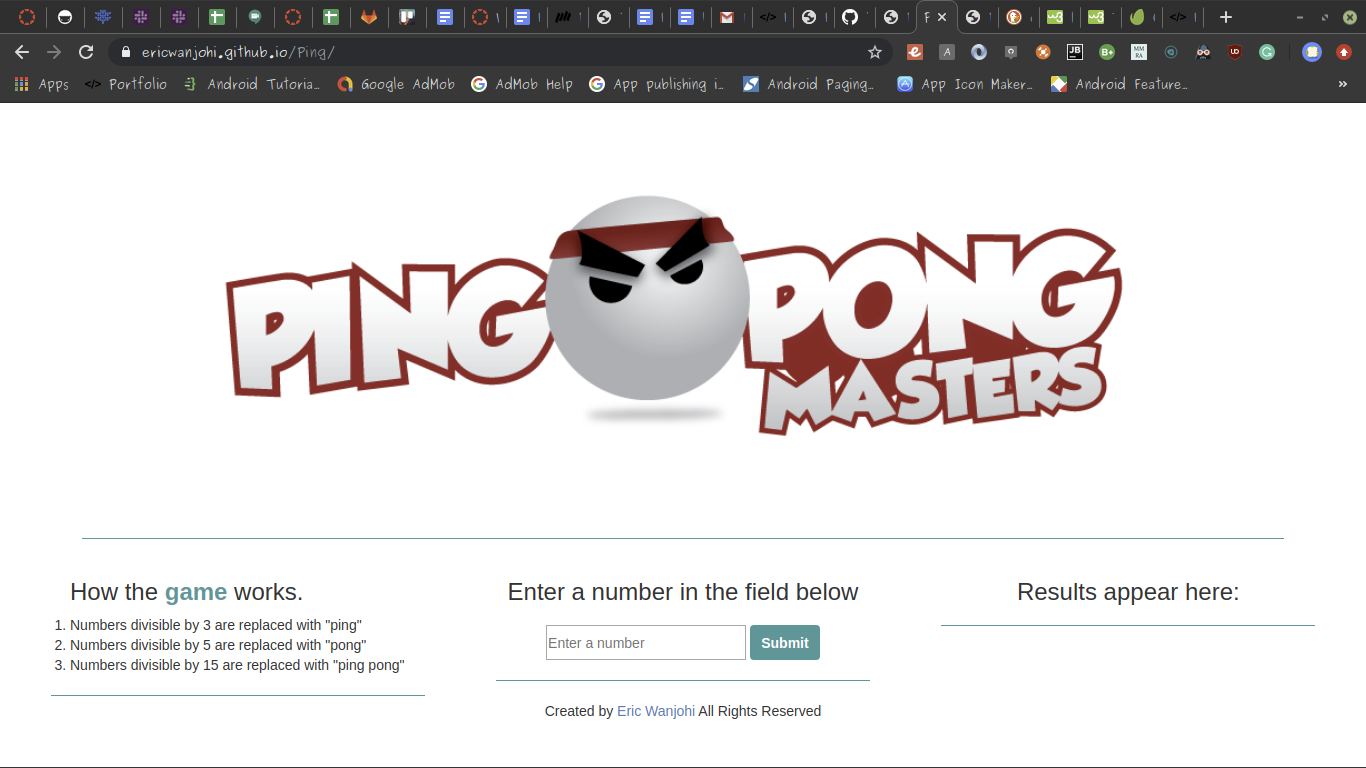 ericwanjohi.github.io/Ping/
Apps
</> Portfolio
Android Tutoria...
Google AdMob
AdMob Help
App publishing i...
Android Paging...
App Icon Maker...
Android Feature...
»
PING PONG
MASTERS
How the game works.
1. Numbers divisible by 3 are replaced with "ping"
2. Numbers divisible by 5 are replaced with "pong"
3. Numbers divisible by 15 are replaced with "ping pong"
Enter a number in the field below
Enter a number
Submit
Created by Eric Wanjohi All Rights Reserved
Results appear here: